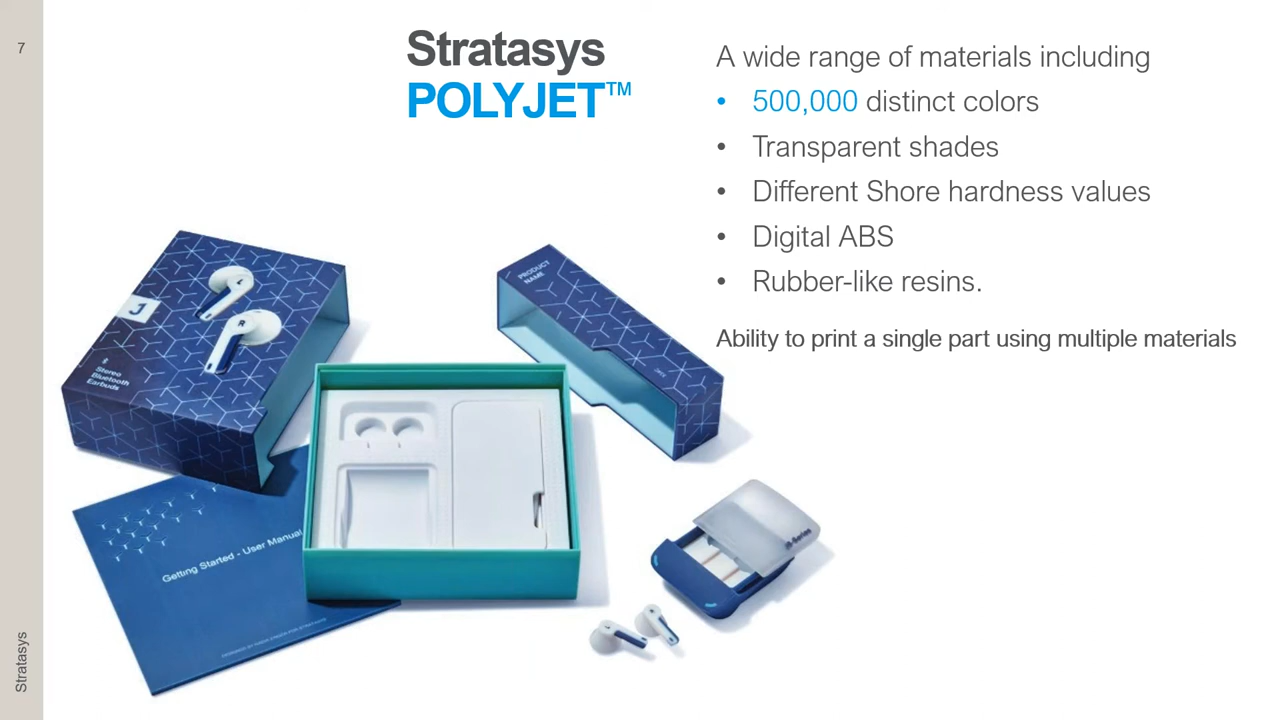 7
Stratasys
POLYJET™
A wide range of materials including
• 500,000 distinct colors
• Transparent shades
• Different Shore hardness values
• Digital ABS
• Rubber-like resins.
Ability to print a single part using multiple materials
J
L
R
Stereo
Bluetooth
Earbuds
PRODUCT
NAME
Getting Started - User Manual
Stratasys